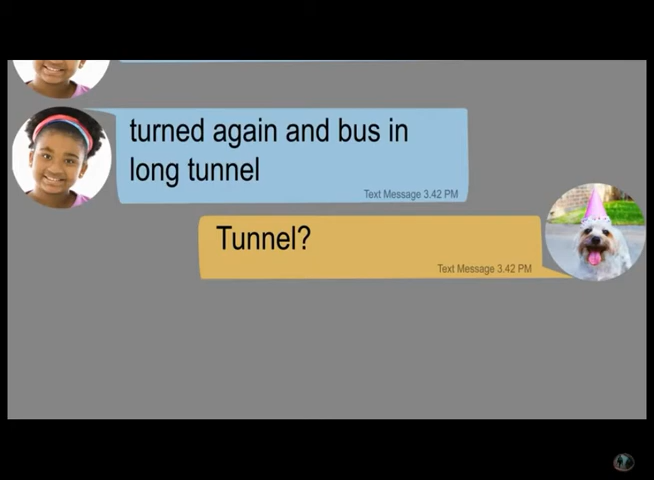 turned again and bus in
long tunnel
Text Message 3.42 PM
Tunnel?
Text Message 3.42 PM